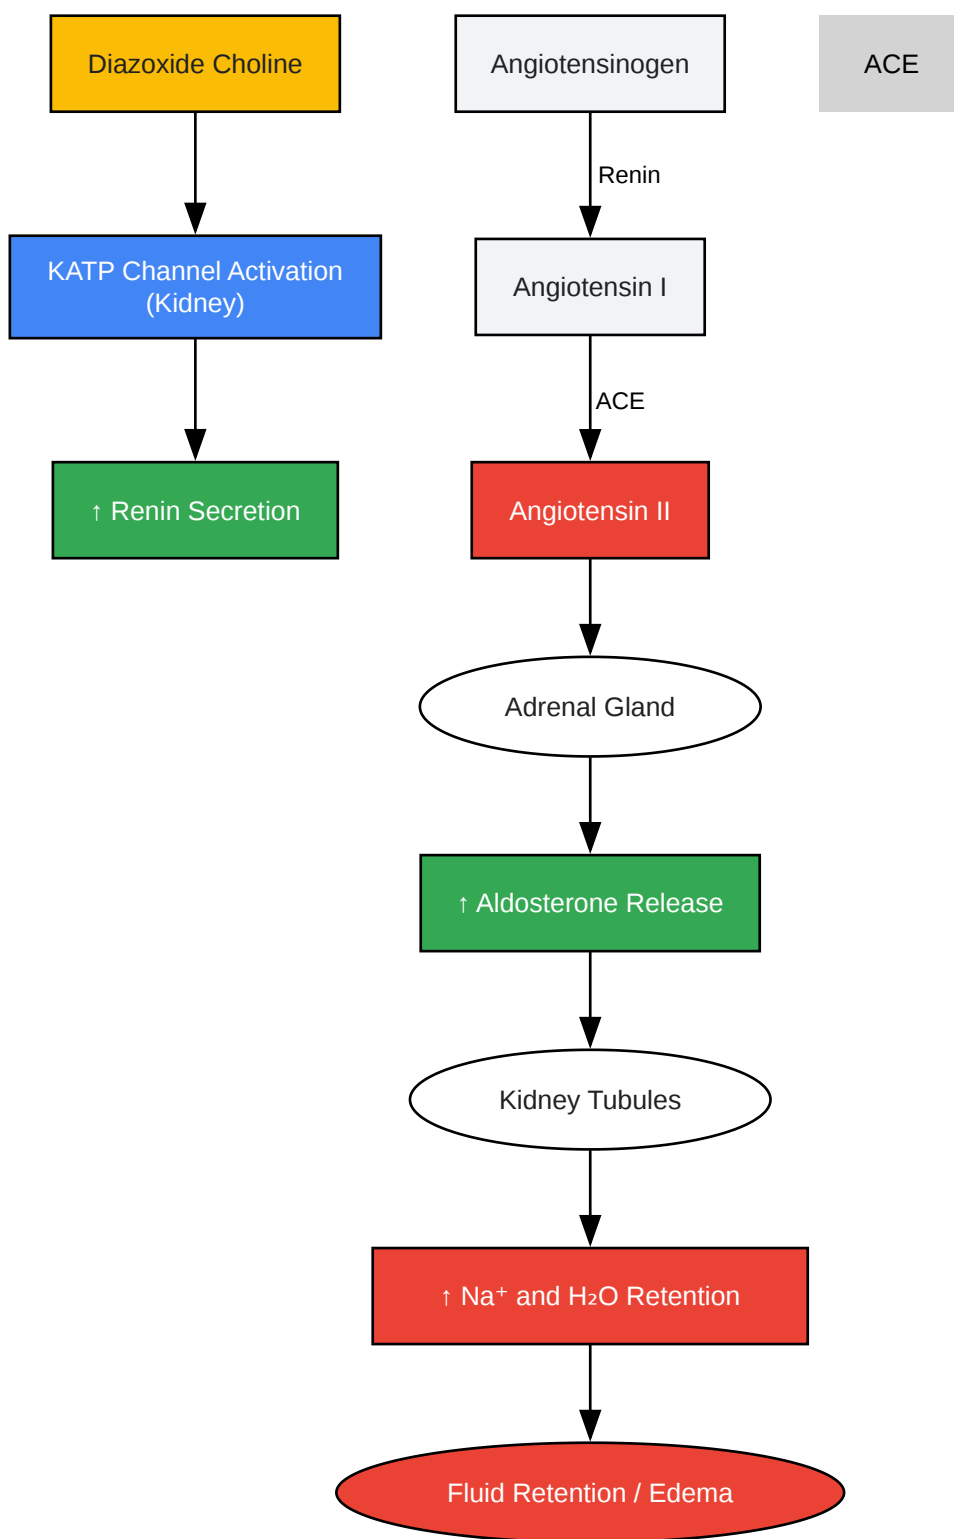 Diazoxide Choline
Angiotensinogen
ACE
Renin
KATP Channel Activation
(Kidney)
Angiotensin I
ACE
↑ Renin Secretion
Angiotensin II
Adrenal Gland
↑ Aldosterone Release
Kidney Tubules
↑ Na⁺ and H₂O Retention
Fluid Retention / Edema